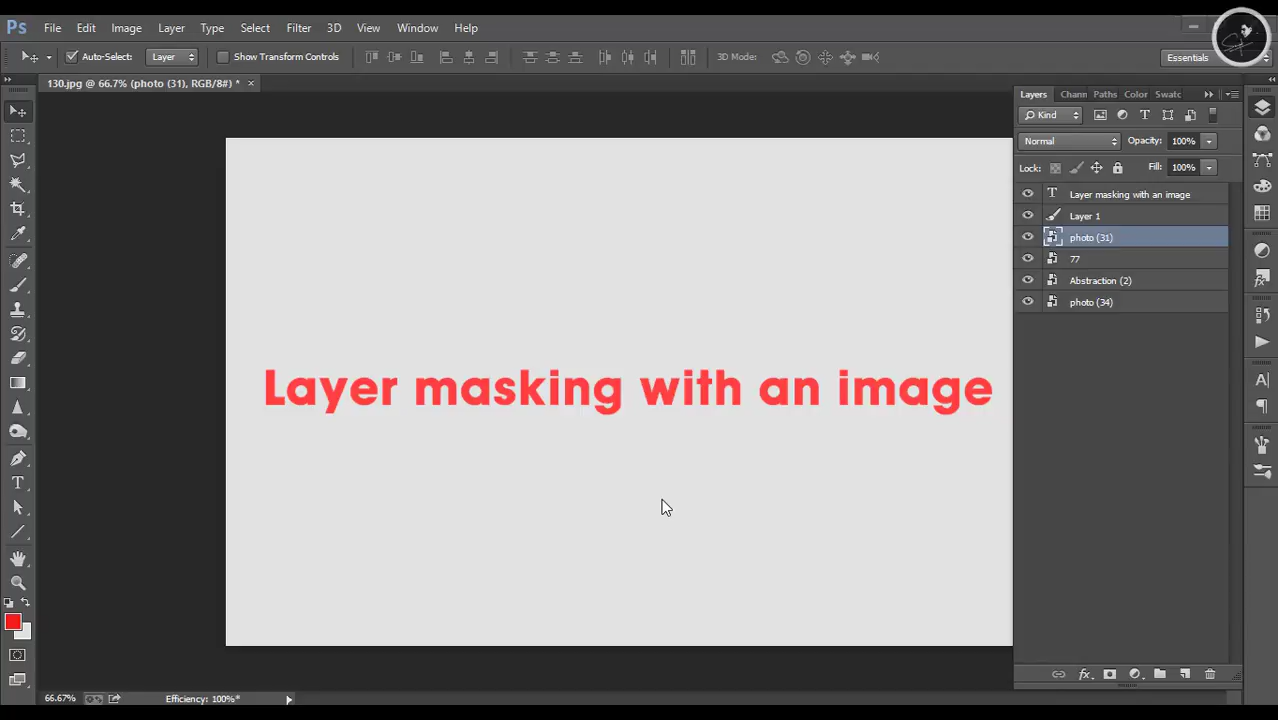 Ps File Edit Image Layer Type Select Filter 3D View Window Help
Auto-Select: Layer Show Transform Controls 3D Mode: Essentials
130.jpg @ 66.7% (photo (31), RGB/8#) * ×
Layers Chann Paths Color Swatc
Kind
Normal Opacity: 100%
Lock: Fill: 100%
Layer masking with an image
Layer 1
photo (31)
77
Abstraction (2)
photo (34)
Layer masking with an image
66.67% Efficiency: 100%*